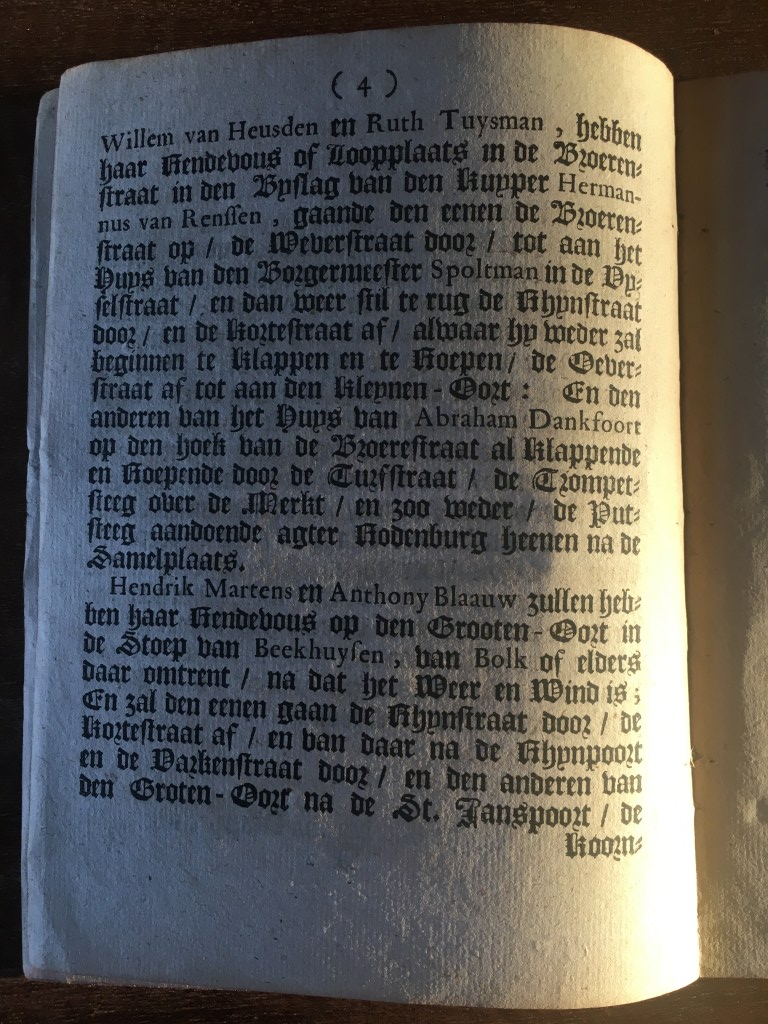 ( 4 )
Willem van Heusden en Ruth Tuysman , hebben
haar Rendevous of Loopplaats in de Broeren-
straat in den Byslag van den Kuyper Herman-
nus van Renssen , gaande den eenen de Broeren-
straat op / de Weverstraat door / tot aan het
Huys van den Borgermeester Spoltman in de Yy-
selstraat / en dan weer stil te rug de Rhynstraat
door / en de Kortestraat af / alwaar hy weder zal
beginnen te Klappen en te Roepen / de Oever-
straat af tot aan den Kleynen - Oort : En den
anderen van het Huys van Abraham Dankfoort
op den hoek van de Broerestraat al Klappende
en Roepende door de Turfstraat / de Trompet-
steeg over de Merkt / en zoo weder / de Put-
steeg aandoende agter Rodenburg heenen na de
Samelplaats.
Hendrik Martens en Anthony Blaauw zullen heb-
ben haar Rendevous op den Grooten - Oort in
de Stoep van Beekhuysen , van Bolk of elders
daar omtrent / na dat het Weer en Wind is ;
En zal den eenen gaan de Rhynstraat door / de
Kortestraat af / en van daar na de Rhynpoort
en de Varkenstraat door / en den anderen van
den Groten - Oort na de St. Janspoort / de
Koorn-